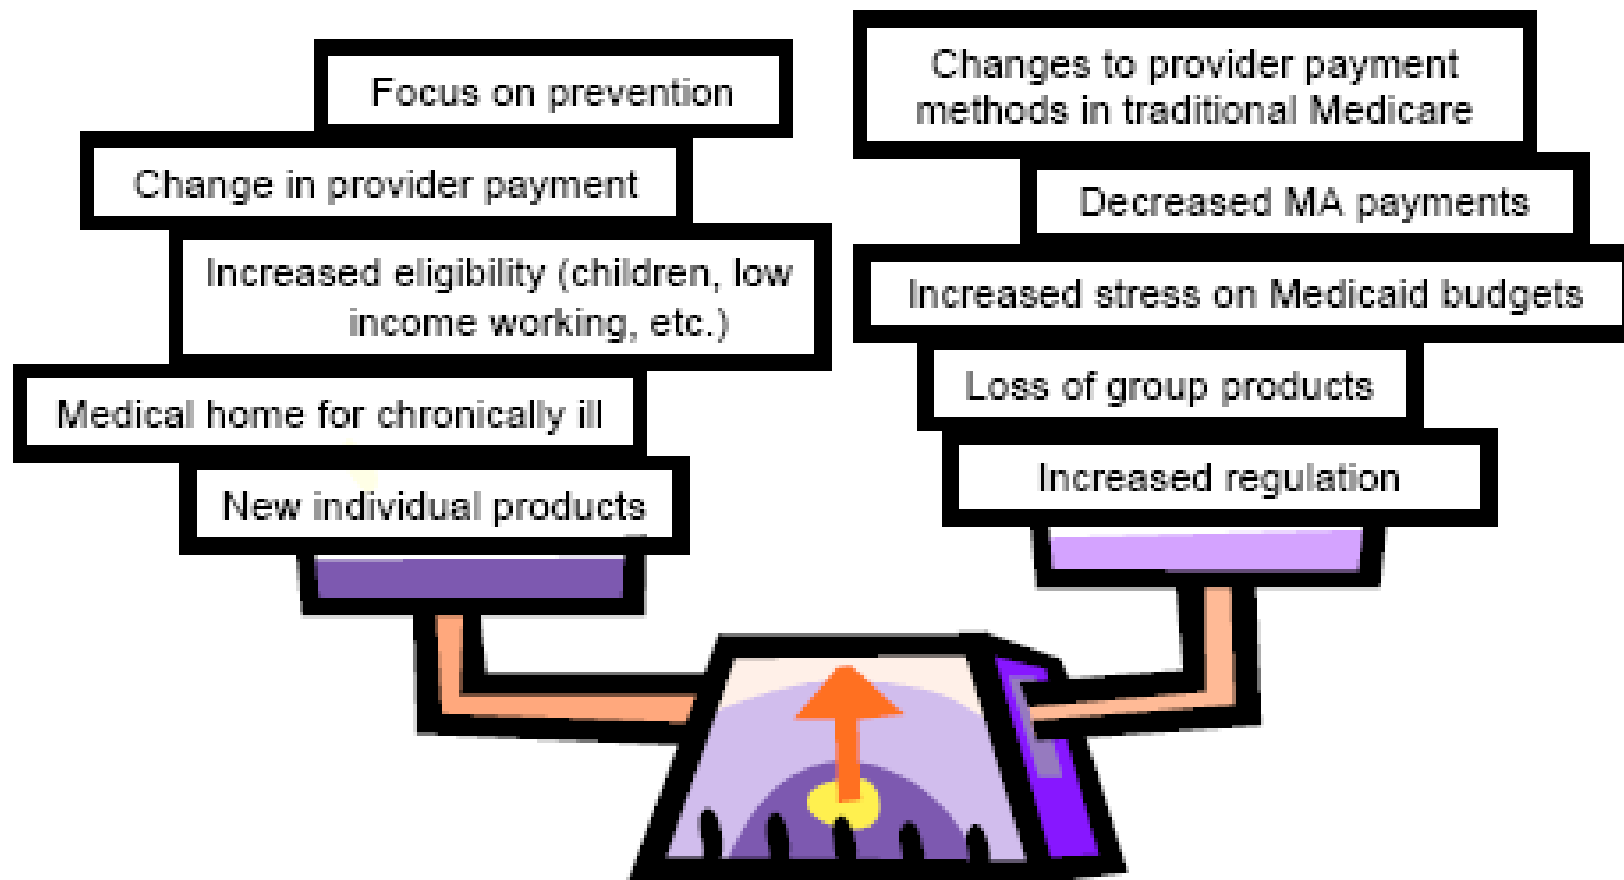 Focus on prevention
Change in provider payment
Increased eligibility (children, low
income working, etc.)
Medical home for chronically ill
New individual products
Changes to provider payment
methods in traditional Medicare
Decreased MA payments
Increased stress on Medicaid budgets
Loss of group products
Increased regulation